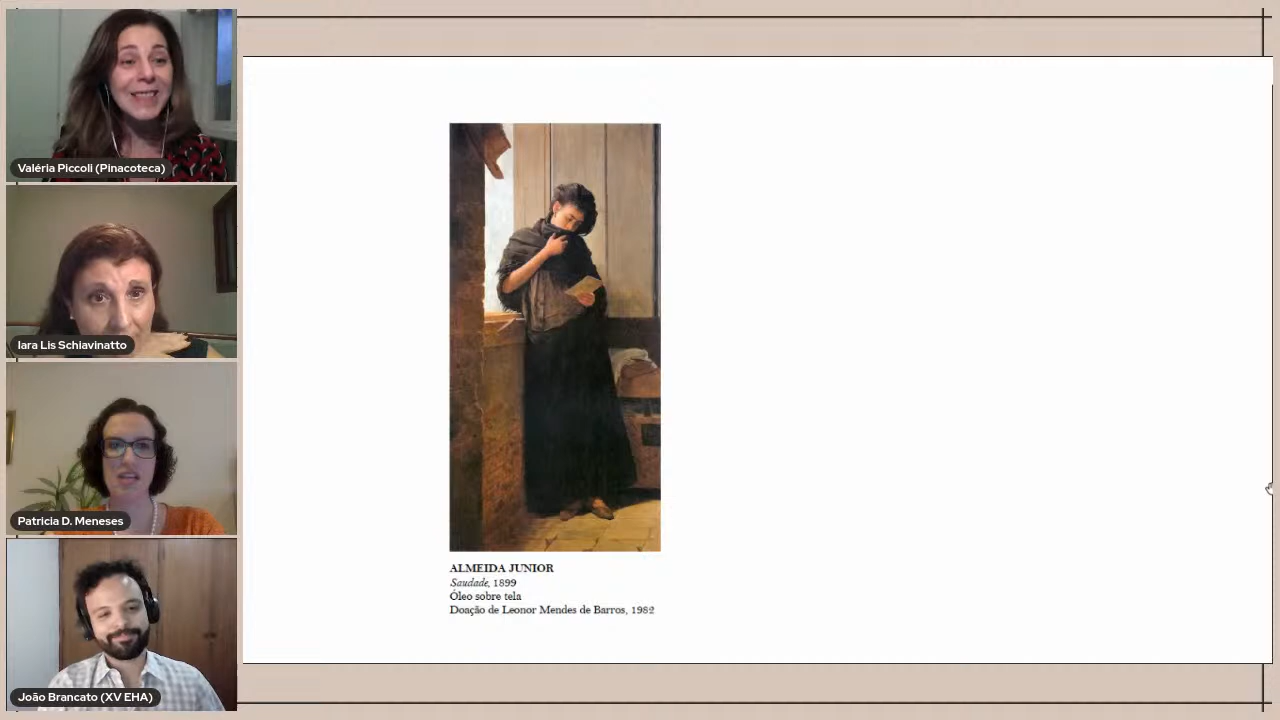 Valéria Piccoli (Pinacoteca)
Iara Lis Schiavinatto
Patricia D. Meneses
João Brancato (XV EHA)
ALMEIDA JUNIOR
Saudade, 1899
Óleo sobre tela
Doação de Leonor Mendes de Barros, 1982